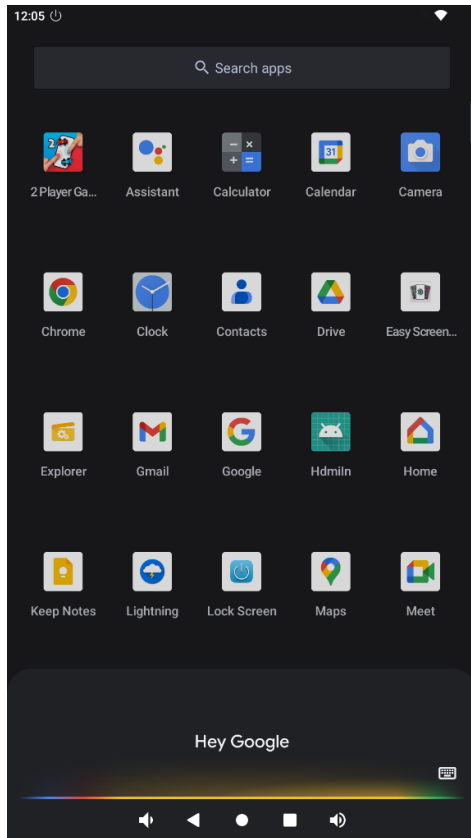 12:05
Search apps
2 Player Ga...
Assistant
Calculator
Calendar
Camera
Chrome
Clock
Contacts
Drive
Easy Screen...
Explorer
Gmail
Google
HdmiIn
Home
Keep Notes
Lightning
Lock Screen
Maps
Meet
Hey Google